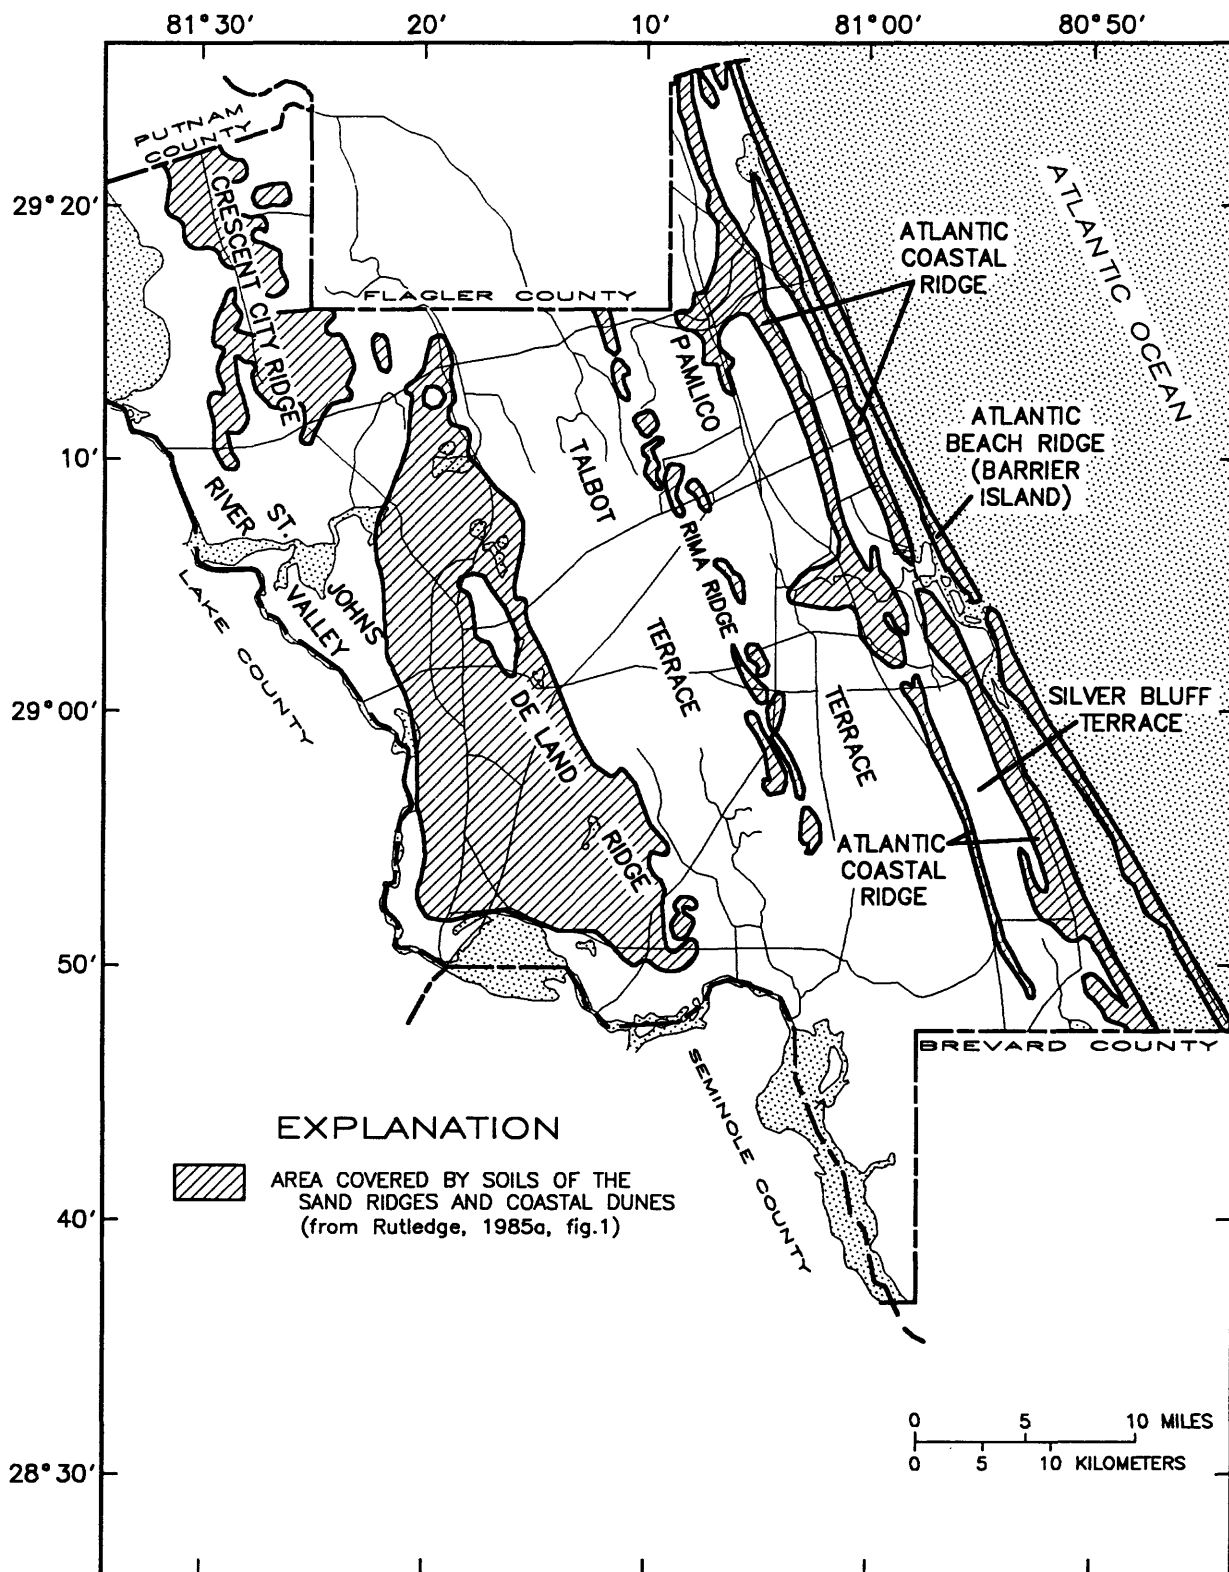 81°30′ 20′ 10′ 81°00′ 80°50′
PUTNAM
COUNTY
29°20′
CRESCENT CITY RIDGE
FLAGLER COUNTY
ATLANTIC
COASTAL
RIDGE
ATLANTIC OCEAN
PAMLICO
TERRACE
TALBOT
TERRACE
ATLANTIC
BEACH RIDGE
(BARRIER
ISLAND)
10′
RIMA RIDGE
ST.
JOHNS
RIVER
VALLEY
LAKE COUNTY
29°00′
DE LAND
RIDGE
SILVER BLUFF
TERRACE
ATLANTIC
COASTAL
RIDGE
50′
BREVARD COUNTY
SEMINOLE COUNTY
EXPLANATION
AREA COVERED BY SOILS OF THE
SAND RIDGES AND COASTAL DUNES
(from Rutledge, 1985a, fig.1)
40′
0 5 10 MILES
0 5 10 KILOMETERS
28°30′